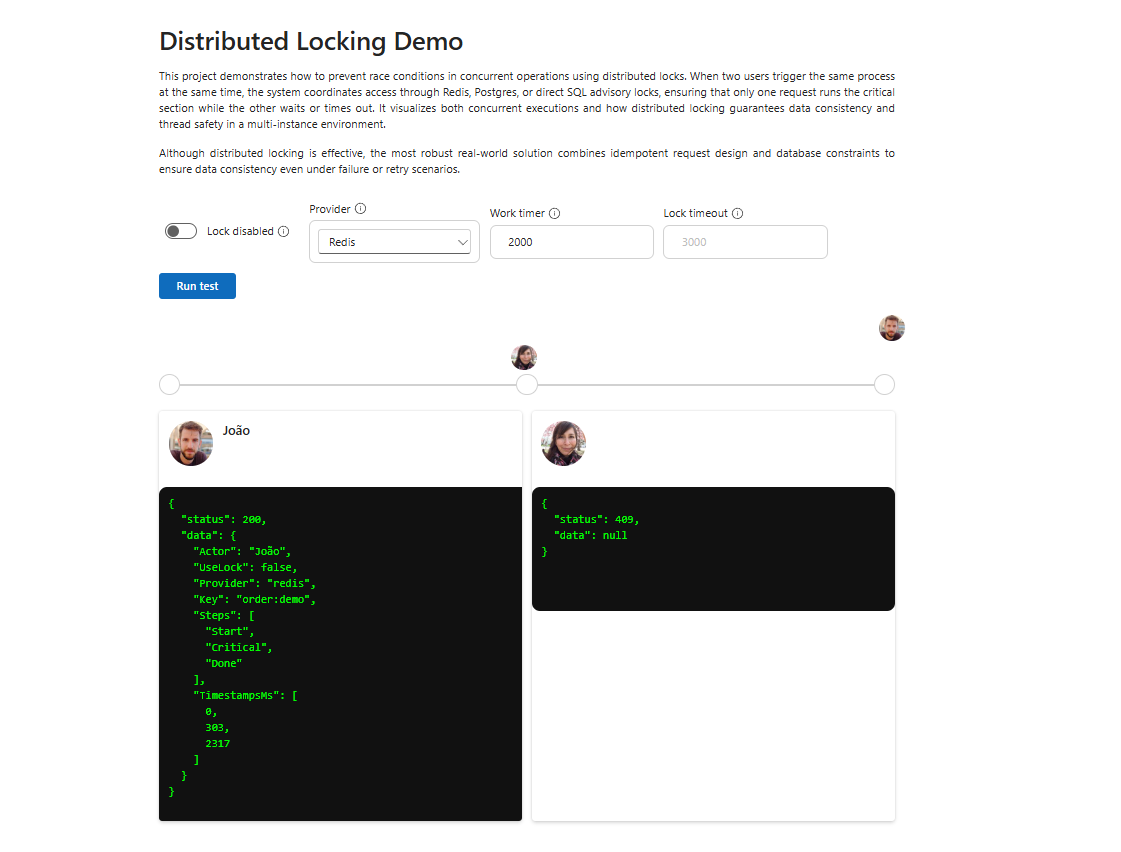 Distributed Locking Demo
This project demonstrates how to prevent race conditions in concurrent operations using distributed locks. When two users trigger the same process
at the same time, the system coordinates access through Redis, Postgres, or direct SQL advisory locks, ensuring that only one request runs the critical
section while the other waits or times out. It visualizes both concurrent executions and how distributed locking guarantees data consistency and
thread safety in a multi-instance environment.
Although distributed locking is effective, the most robust real-world solution combines idempotent request design and database constraints to
ensure data consistency even under failure or retry scenarios.
Lock disabled
Provider
Redis
Work timer
2000
Lock timeout
3000
Run test
João
{
  "status": 200,
  "data": {
    "Actor": "João",
    "UseLock": false,
    "Provider": "redis",
    "Key": "order:demo",
    "Steps": [
      "Start",
      "Critical",
      "Done"
    ],
    "TimestampsMs": [
      0,
      303,
      2317
    ]
  }
}
{
  "status": 409,
  "data": null
}